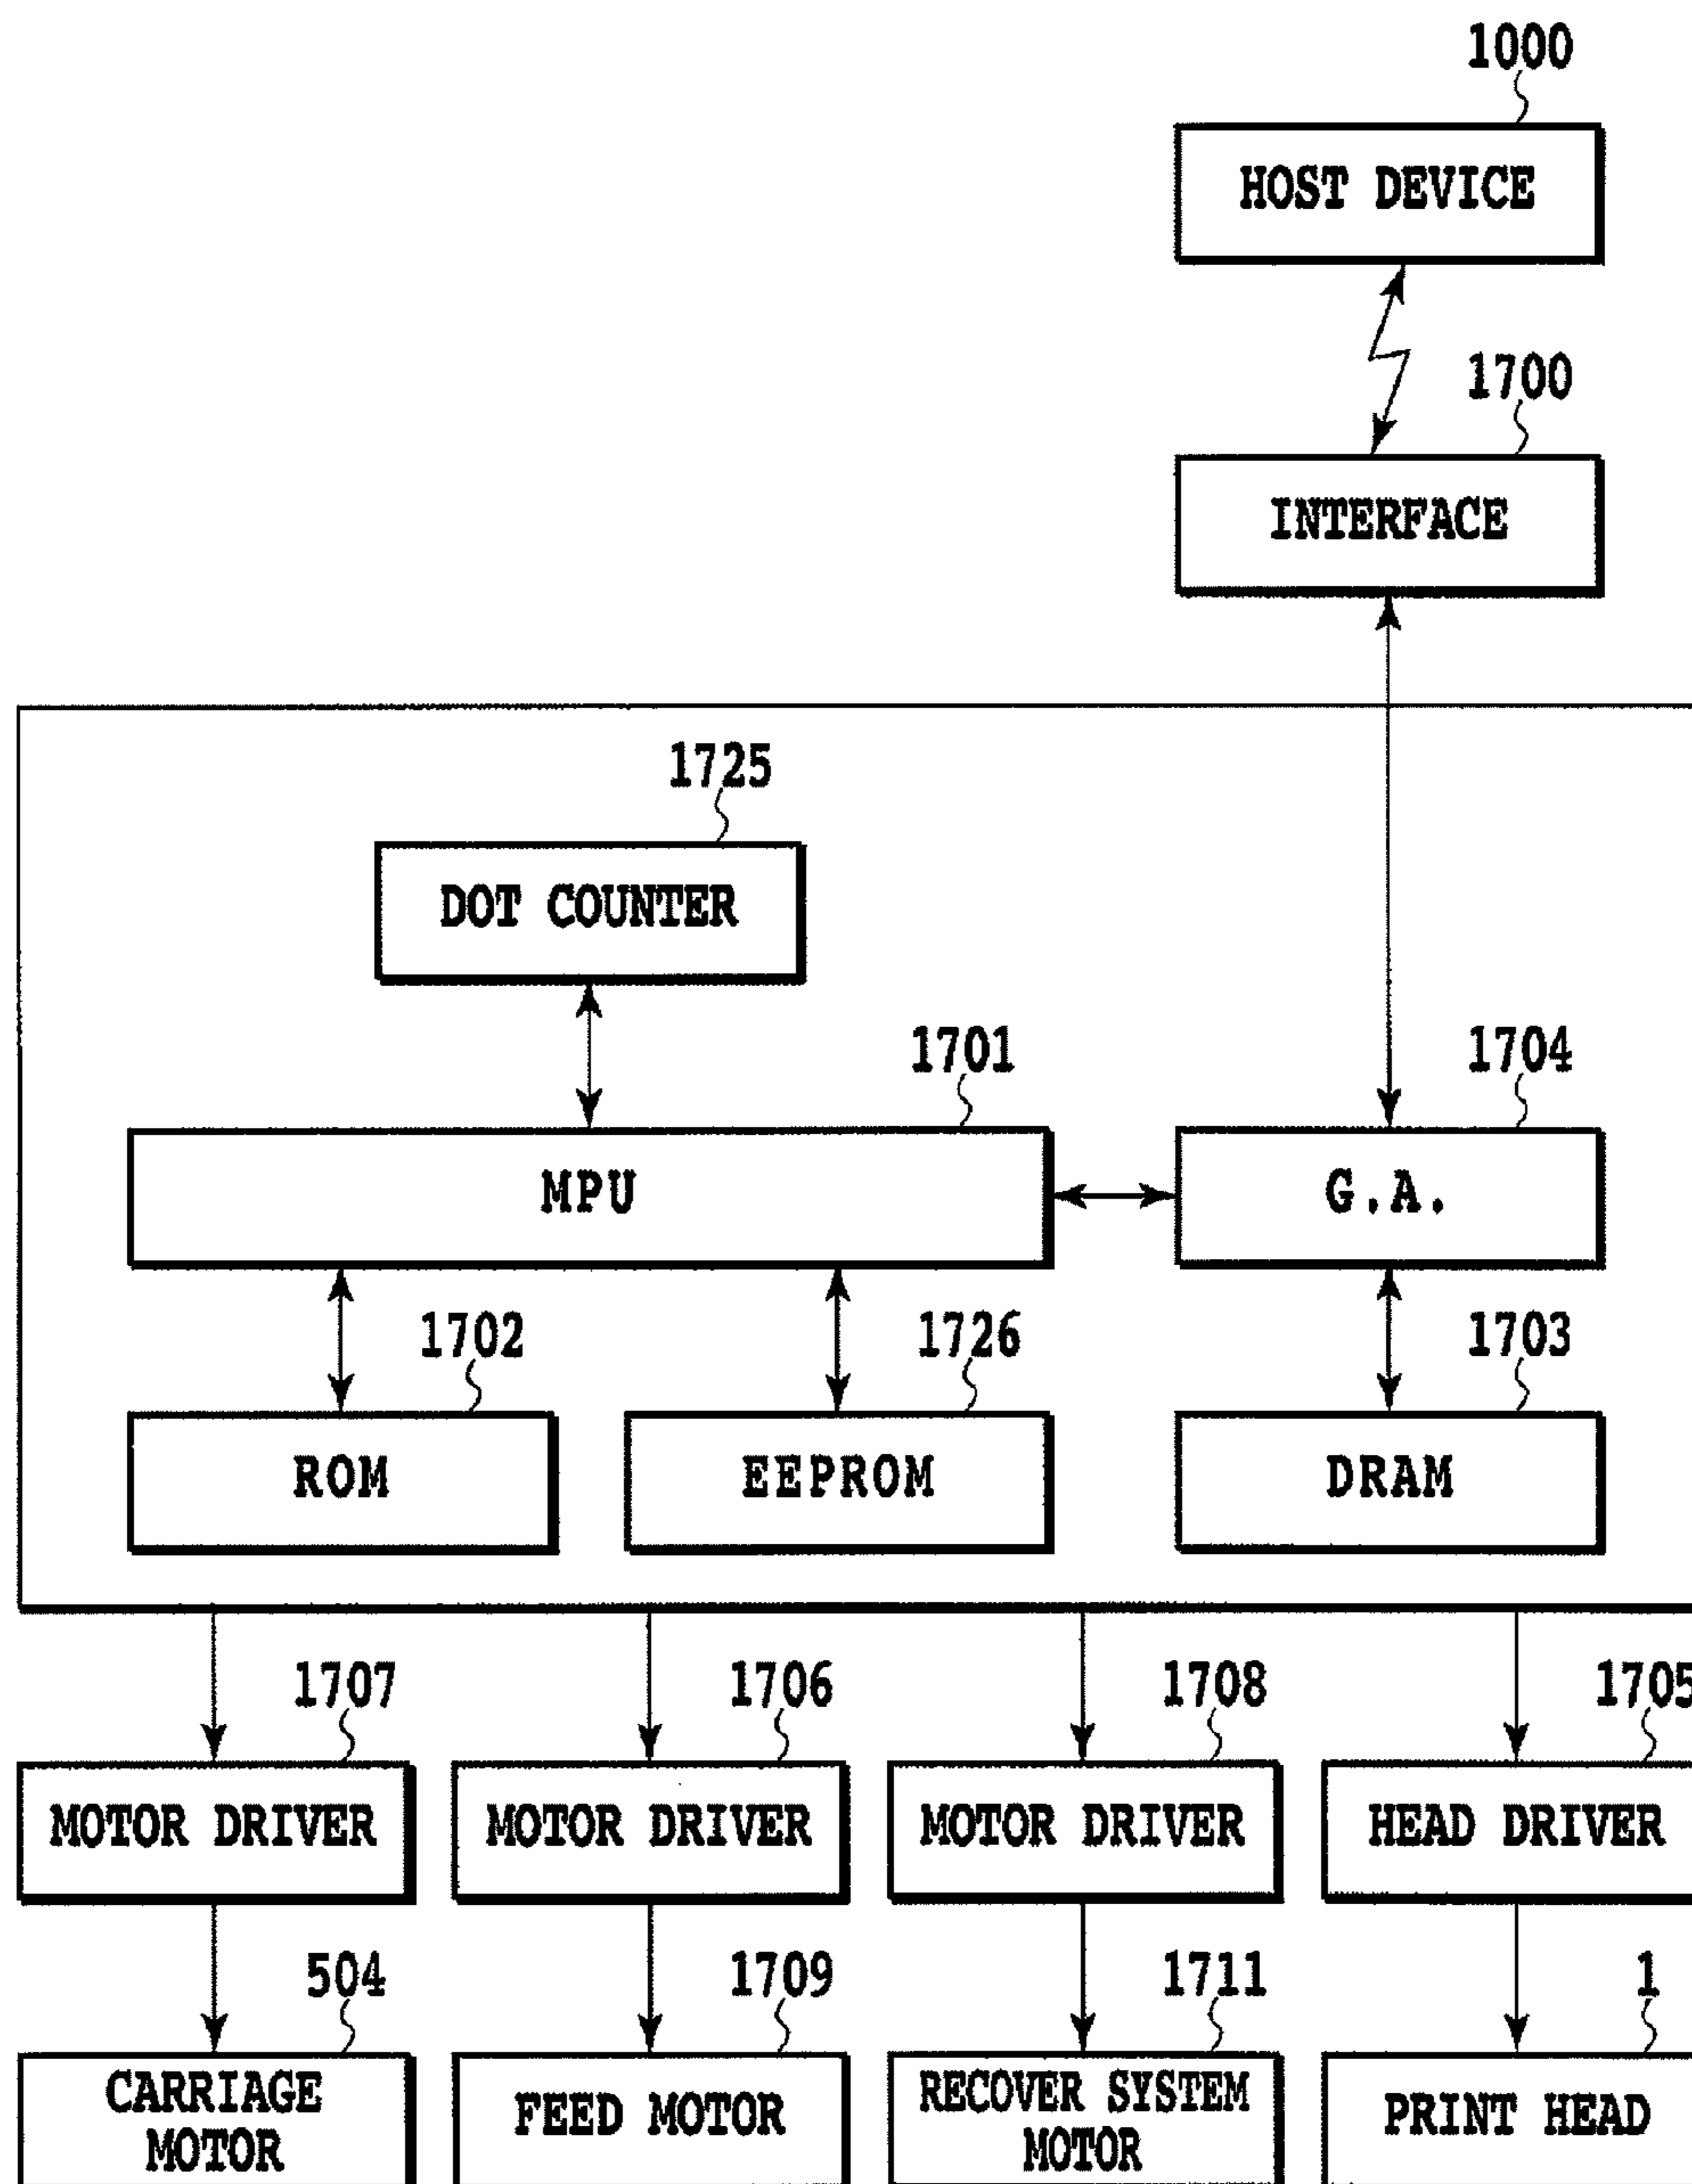 1000
HOST DEVICE
1700
INTERFACE
1725
DOT COUNTER
1701
1704
MPU
G.A.
1702
1726
1703
ROM
EEPROM
DRAM
1707
1706
1708
1705
MOTOR DRIVER
MOTOR DRIVER
MOTOR DRIVER
HEAD DRIVER
504
1709
1711
1
CARRIAGE
MOTOR
FEED MOTOR
RECOVER SYSTEM
MOTOR
PRINT HEAD